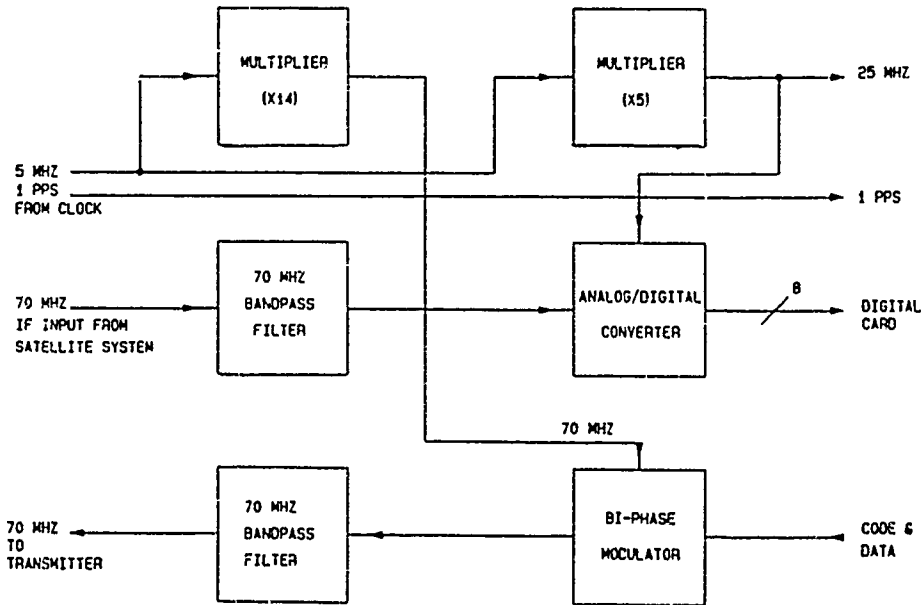 MULTIPLIER
(X14)
MULTIPLIER
(X5)
25 MHZ
5 MHZ
1 PPS
FROM CLOCK
1 PPS
70 MHZ
IF INPUT FROM
SATELLITE SYSTEM
70 MHZ
BANDPASS
FILTER
ANALOG/DIGITAL
CONVERTER
8
DIGITAL
CARD
70 MHZ
70 MHZ
TO
TRANSMITTER
70 MHZ
BANDPASS
FILTER
BI-PHASE
MOCULATOR
CODE &
DATA